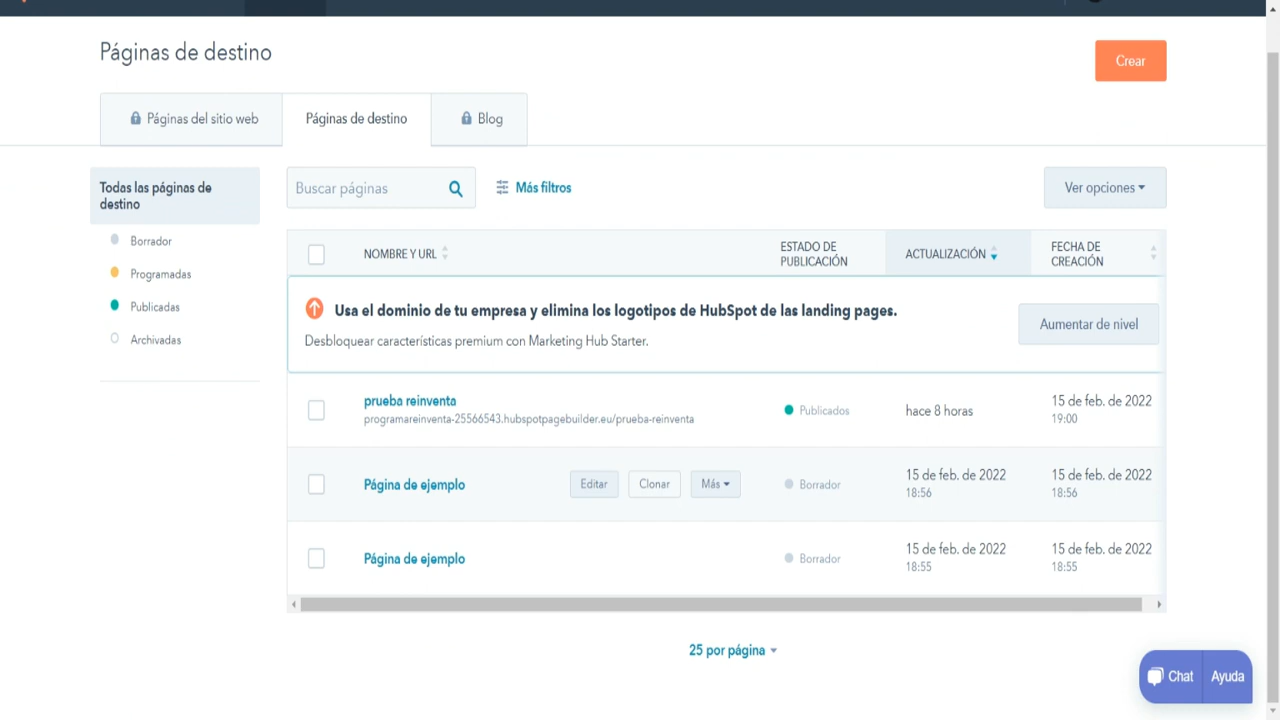 Páginas de destino
Crear
Páginas del sitio web
Páginas de destino
Blog
Todas las páginas de
destino
Borrador
Programadas
Publicadas
Archivadas
Buscar páginas
Más filtros
Ver opciones
NOMBRE Y URL
ESTADO DE
PUBLICACIÓN
ACTUALIZACIÓN
FECHA DE
CREACIÓN
Usa el dominio de tu empresa y elimina los logotipos de HubSpot de las landing pages.
Desbloquear características premium con Marketing Hub Starter.
Aumentar de nivel
prueba reinventa
programareinventa-25566543.hubspotpagebuilder.eu/prueba-reinventa
Publicados
hace 8 horas
15 de feb. de 2022
19:00
Página de ejemplo
Editar
Clonar
Más
Borrador
15 de feb. de 2022
18:56
15 de feb. de 2022
18:56
Página de ejemplo
Borrador
15 de feb. de 2022
18:55
15 de feb. de 2022
18:55
25 por página
Chat
Ayuda